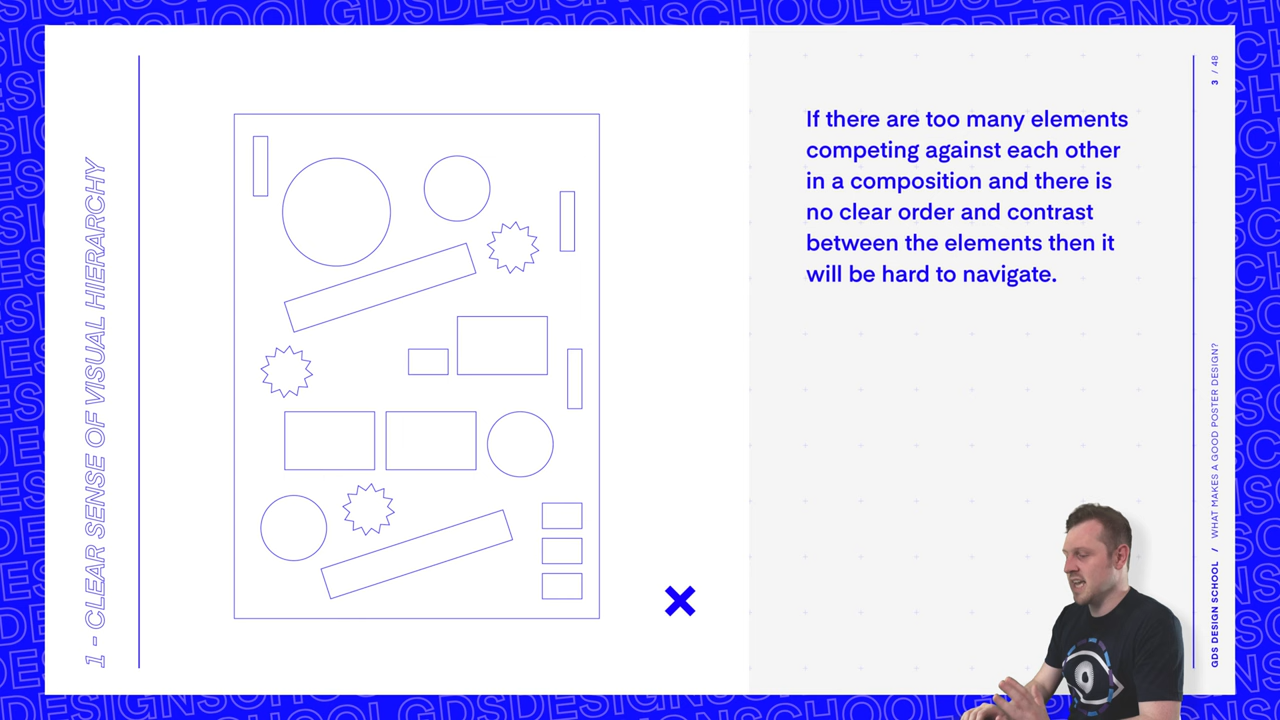 1 - CLEAR SENSE OF VISUAL HIERARCHY
If there are too many elements
competing against each other
in a composition and there is
no clear order and contrast
between the elements then it
will be hard to navigate.
3 / 48
GDS DESIGN SCHOOL / WHAT MAKES A GOOD POSTER DESIGN?